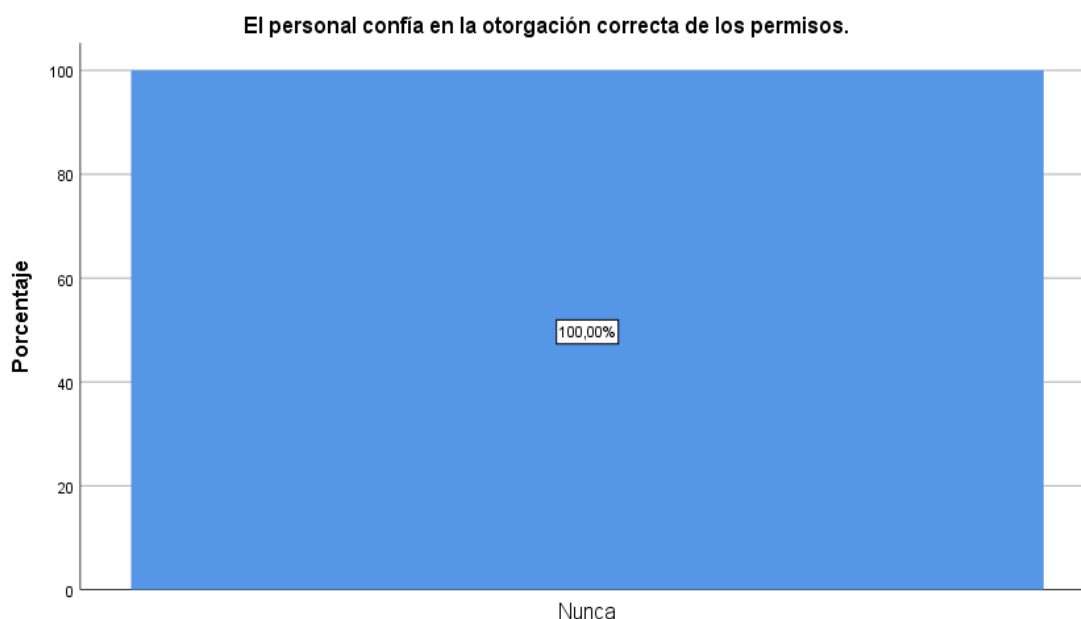 El personal confía en la otorgación correcta de los permisos.
100
80
60
40
20
0
Porcentaje
100,00%
Nunca